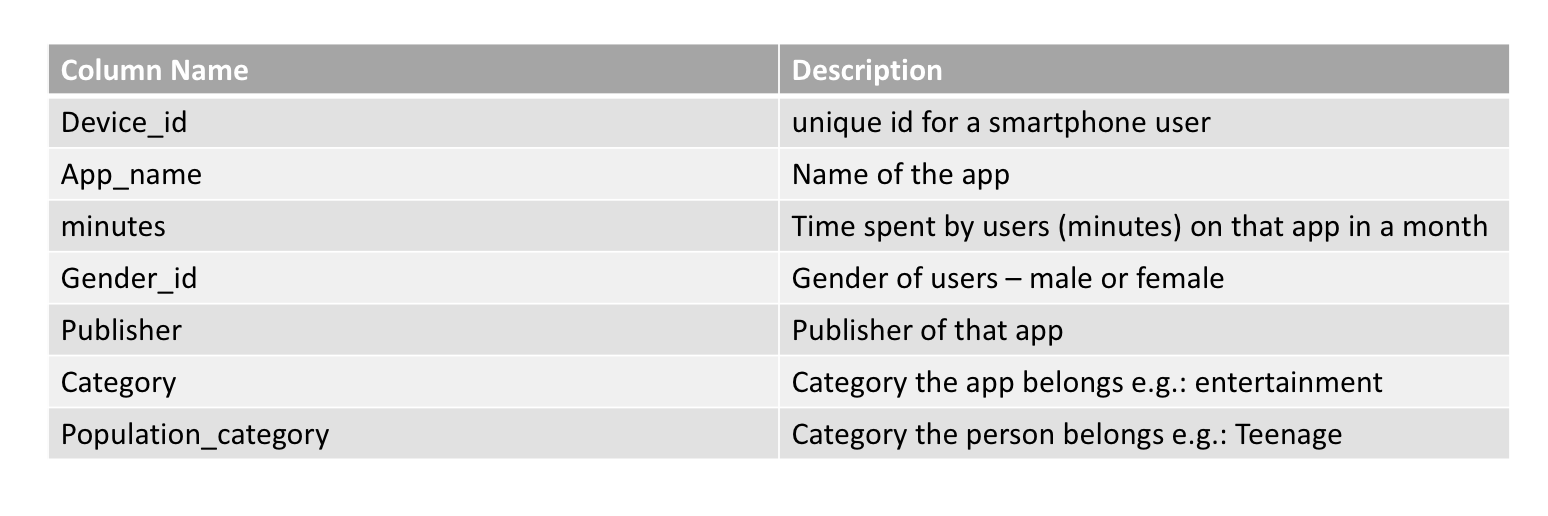 Column Name Description
Device_id unique id for a smartphone user
App_name Name of the app
minutes Time spent by users (minutes) on that app in a month
Gender_id Gender of users – male or female
Publisher Publisher of that app
Category Category the app belongs e.g.: entertainment
Population_category Category the person belongs e.g.: Teenage